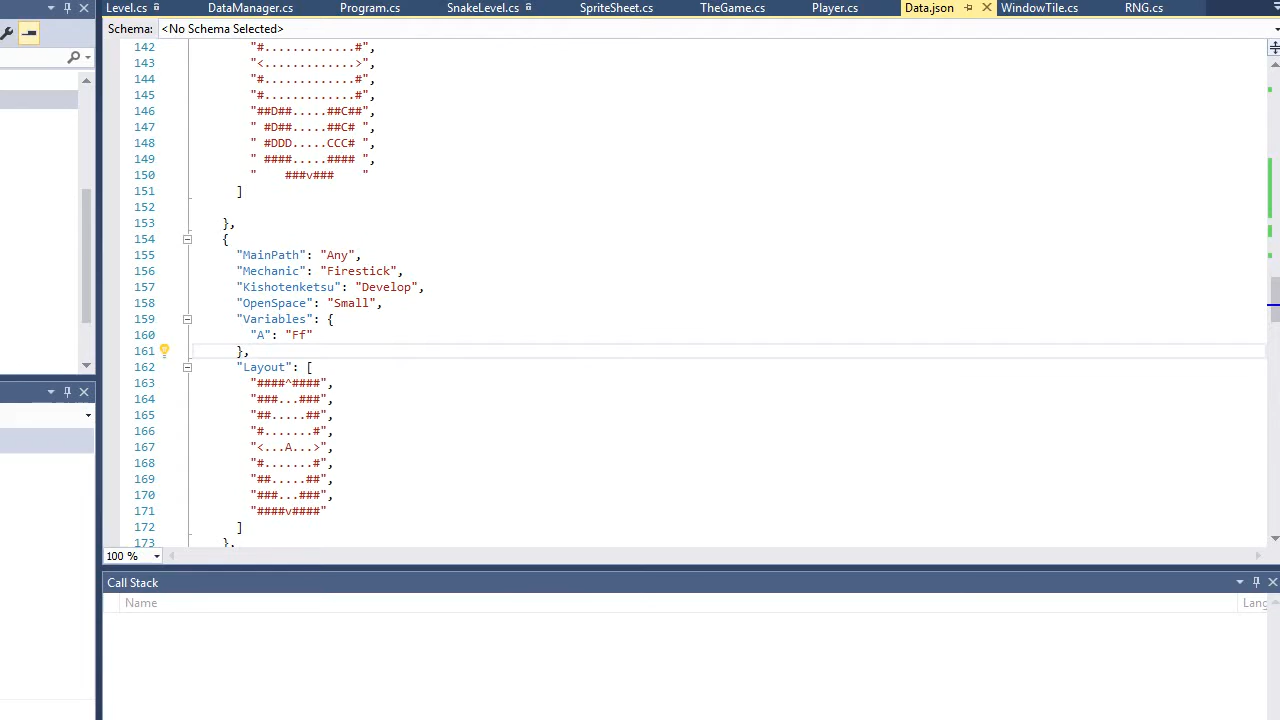 Level.cs DataManager.cs Program.cs SnakeLevel.cs SpriteSheet.cs TheGame.cs Player.cs Data.json WindowTile.cs RNG.cs
Schema: <No Schema Selected>
142 "#.............#",
143 "<.............>",
144 "#.............#",
145 "#.............#",
146 "##D##.....##C##",
147 " #D##.....##C# ",
148 " #DDD.....CCC# ",
149 " ####.....#### ",
150 "    ###v###    "
151 ]
152
153 },
154 {
155 "MainPath": "Any",
156 "Mechanic": "Firestick",
157 "Kishotenketsu": "Develop",
158 "OpenSpace": "Small",
159 "Variables": {
160 "A": "Ff"
161 },
162 "Layout": [
163 "####^####",
164 "###...###",
165 "##.....##",
166 "#.......#",
167 "<...A...>",
168 "#.......#",
169 "##.....##",
170 "###...###",
171 "####v####"
172 ]
173 },
100 %
Call Stack
Name Lang